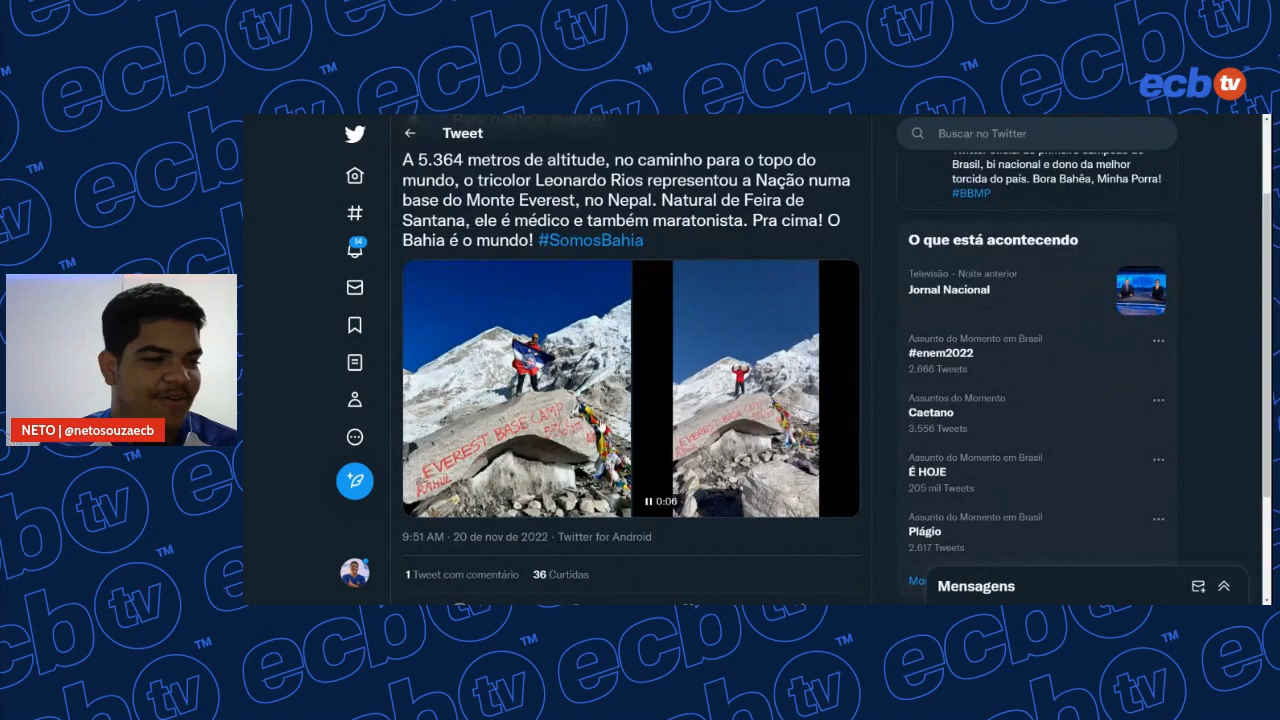 ecb tv
Tweet
A 5.364 metros de altitude, no caminho para o topo do
mundo, o tricolor Leonardo Rios representou a Nação numa
base do Monte Everest, no Nepal. Natural de Feira de
Santana, ele é médico e também maratonista. Pra cima! O
Bahia é o mundo! #SomosBahia
EVEREST BASE CAMP
5364m
RAHUL
EVEREST BASE CAMP
0:06
9:51 AM · 20 de nov de 2022 · Twitter for Android
1 Tweet com comentário 36 Curtidas
14
NETO | @netosouzaecb
Buscar no Twitter
Brasil, bi nacional e dono da melhor
torcida do país. Bora Bahêa, Minha Porra!
#BBMP
O que está acontecendo
Televisão · Noite anterior
Jornal Nacional
Assunto do Momento em Brasil
#enem2022
2.666 Tweets
Assuntos do Momento
Caetano
3.556 Tweets
Assunto do Momento em Brasil
É HOJE
205 mil Tweets
Assunto do Momento em Brasil
Plágio
2.617 Tweets
Mos
Mensagens